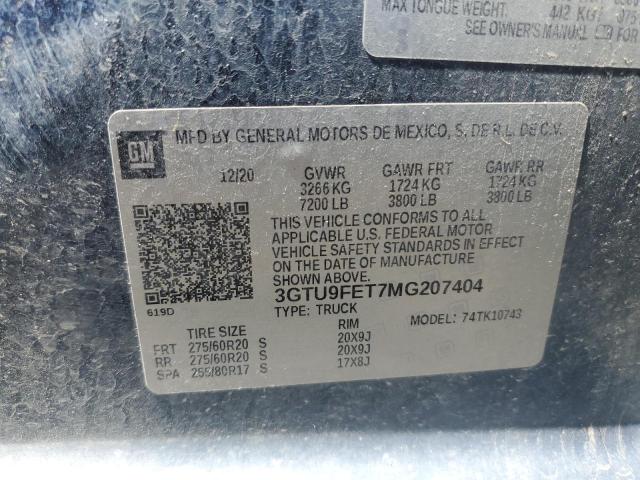 MAX TONGUE WEIGHT: 442 KG
SEE OWNER'S MANUAL FOR
GM
MFD BY GENERAL MOTORS DE MEXICO, S. DE R.L. DE C.V.
12/20 GVWR GAWR FRT GAWR RR
3266 KG 1724 KG 1724 KG
7200 LB 3800 LB 3800 LB
THIS VEHICLE CONFORMS TO ALL
APPLICABLE U.S. FEDERAL MOTOR
VEHICLE SAFETY STANDARDS IN EFFECT
ON THE DATE OF MANUFACTURE
SHOWN ABOVE.
619D
3GTU9FET7MG207404
TYPE: TRUCK MODEL: 74TK10743
TIRE SIZE RIM
FRT 275/60R20 S 20X9J
RR 275/60R20 S 20X9J
SPA 255/80R17 S 17X8J